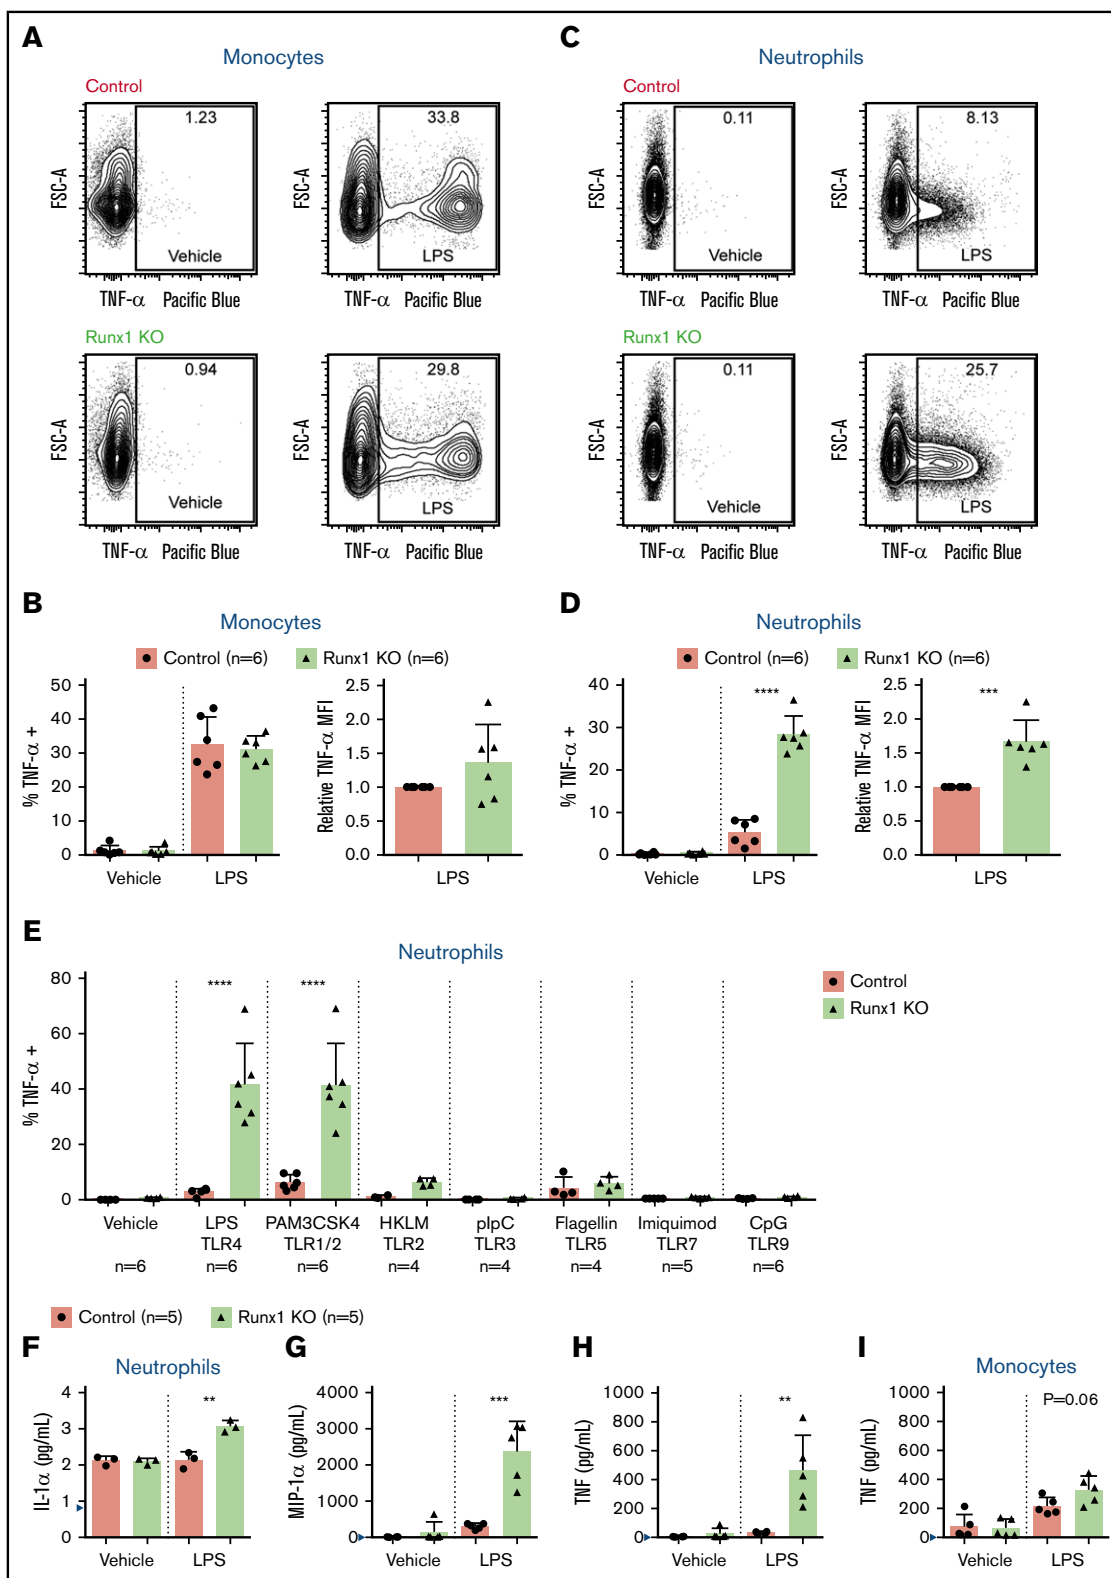 A
Monocytes
Control
1.23
Vehicle
FSC-A
TNF-α Pacific Blue
33.8
LPS
FSC-A
TNF-α Pacific Blue
Runx1 KO
0.94
Vehicle
FSC-A
TNF-α Pacific Blue
29.8
LPS
FSC-A
TNF-α Pacific Blue
C
Neutrophils
Control
0.11
Vehicle
FSC-A
TNF-α Pacific Blue
8.13
LPS
FSC-A
TNF-α Pacific Blue
Runx1 KO
0.11
Vehicle
FSC-A
TNF-α Pacific Blue
25.7
LPS
FSC-A
TNF-α Pacific Blue
B
Monocytes
Control (n=6) Runx1 KO (n=6)
% TNF-α +
50
40
30
20
10
0
Vehicle LPS
Relative TNF-α MFI
2.5
2.0
1.5
1.0
0.5
0.0
LPS
D
Neutrophils
Control (n=6) Runx1 KO (n=6)
% TNF-α +
40
30
20
10
0
****
Vehicle LPS
Relative TNF-α MFI
2.5
2.0
1.5
1.0
0.5
0.0
***
LPS
E
Neutrophils
Control
Runx1 KO
% TNF-α +
80
60
40
20
0
**** ****
Vehicle LPS PAM3CSK4 HKLM pIpC Flagellin Imiquimod CpG
TLR4 TLR1/2 TLR2 TLR3 TLR5 TLR7 TLR9
n=6 n=6 n=6 n=4 n=4 n=4 n=5 n=6
Control (n=5) Runx1 KO (n=5)
F
Neutrophils
IL-1α (pg/mL)
4
3
2
1
0
**
Vehicle LPS
G
MIP-1α (pg/mL)
4000
3000
2000
1000
0
***
Vehicle LPS
H
TNF (pg/mL)
1000
800
600
400
200
0
**
Vehicle LPS
I
Monocytes
TNF (pg/mL)
1000
800
600
400
200
0
P=0.06
Vehicle LPS